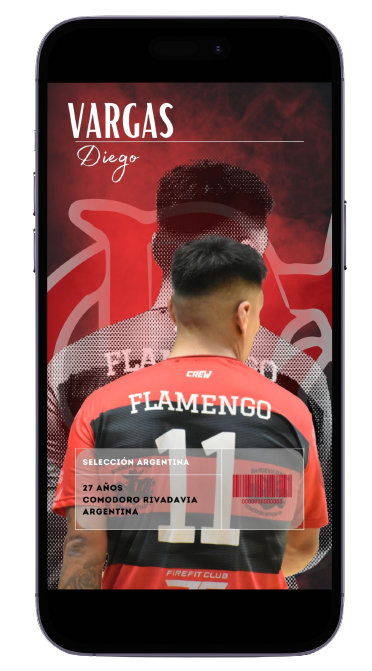 VARGAS
Diego
FLAMENGO
CREW
FLAMENGO
SELECCIÓN ARGENTINA
27 AÑOS
COMODORO RIVADAVIA
ARGENTINA
11
FIREFIT CLUB